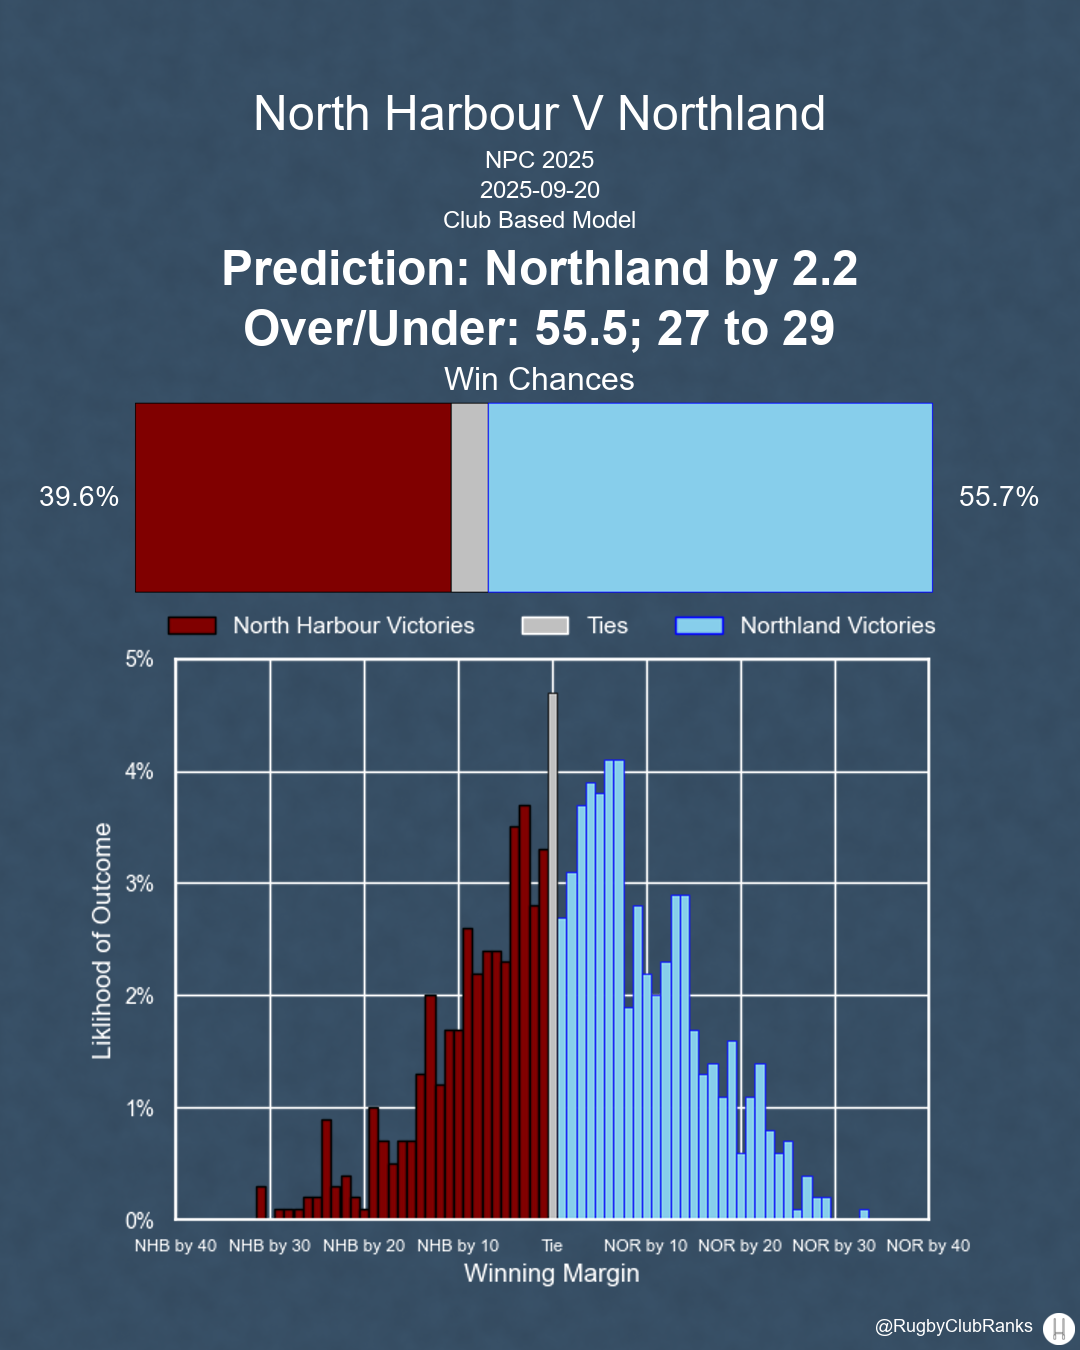 North Harbour V Northland
NPC 2025
2025-09-20
Club Based Model
Prediction: Northland by 2.2
Over/Under: 55.5; 27 to 29
Win Chances
39.6%
55.7%
North Harbour Victories
Ties
Northland Victories
5%
4%
3%
2%
1%
0%
Liklihood of Outcome
NHB by 40
NHB by 30
NHB by 20
NHB by 10
Tie
NOR by 10
NOR by 20
NOR by 30
NOR by 40
Winning Margin
@RugbyClubRanks